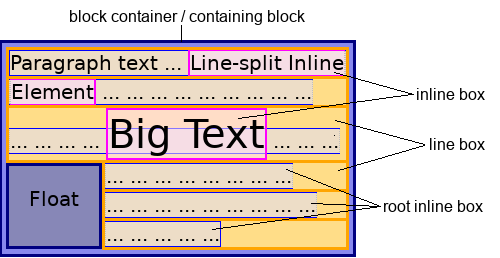 block container / containing block
Paragraph text ... Line-split Inline
Element ... ... ... ... ... ... ... ... ...
inline box
... ... ... ... Big Text ... ... ...
line box
... ... ... ... ... ... ... ...
Float
... ... ... ... ... ... ... ... ...
root inline box
... ... ... ... ...